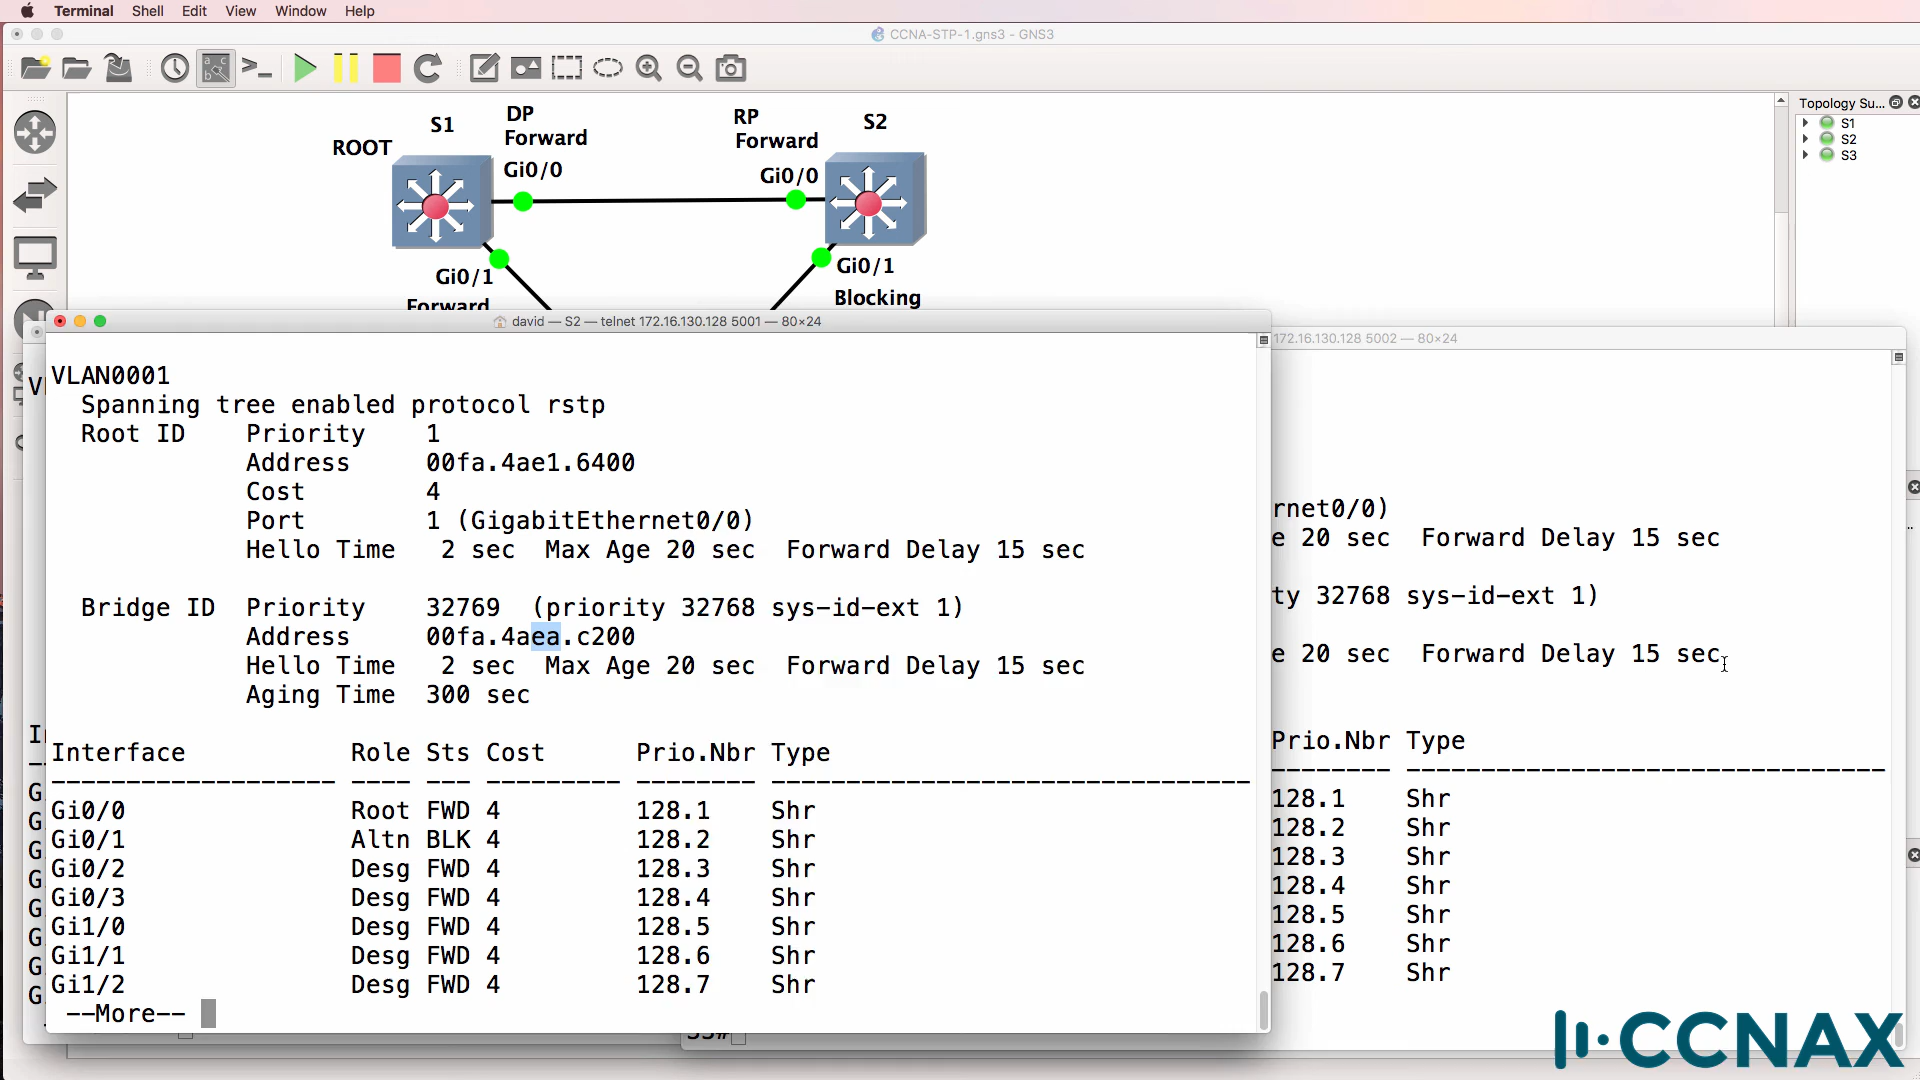 Terminal Shell Edit View Window Help
CCNA-STP-1.gns3 - GNS3
Topology Su...
S1
S2
S3
ROOT
S1
DP
Forward
Gi0/0
RP
Forward
Gi0/0
S2
Gi0/1
Forward
Gi0/1
Blocking
david — S2 — telnet 172.16.130.128 5001 — 80×24
VLAN0001
Spanning tree enabled protocol rstp
Root ID Priority 1
Address 00fa.4ae1.6400
Cost 4
Port 1 (GigabitEthernet0/0)
Hello Time 2 sec Max Age 20 sec Forward Delay 15 sec
Bridge ID Priority 32769 (priority 32768 sys-id-ext 1)
Address 00fa.4aea.c200
Hello Time 2 sec Max Age 20 sec Forward Delay 15 sec
Aging Time 300 sec
Interface Role Sts Cost Prio.Nbr Type
------------------- ---- --- --------- -------- --------------------------------
Gi0/0 Root FWD 4 128.1 Shr
Gi0/1 Altn BLK 4 128.2 Shr
Gi0/2 Desg FWD 4 128.3 Shr
Gi0/3 Desg FWD 4 128.4 Shr
Gi1/0 Desg FWD 4 128.5 Shr
Gi1/1 Desg FWD 4 128.6 Shr
Gi1/2 Desg FWD 4 128.7 Shr
--More--
172.16.130.128 5002 — 80×24
rnet0/0)
e 20 sec Forward Delay 15 sec
ty 32768 sys-id-ext 1)
e 20 sec Forward Delay 15 sec
Prio.Nbr Type
-------- --------------------------------
128.1 Shr
128.2 Shr
128.3 Shr
128.4 Shr
128.5 Shr
128.6 Shr
128.7 Shr
CCNAX